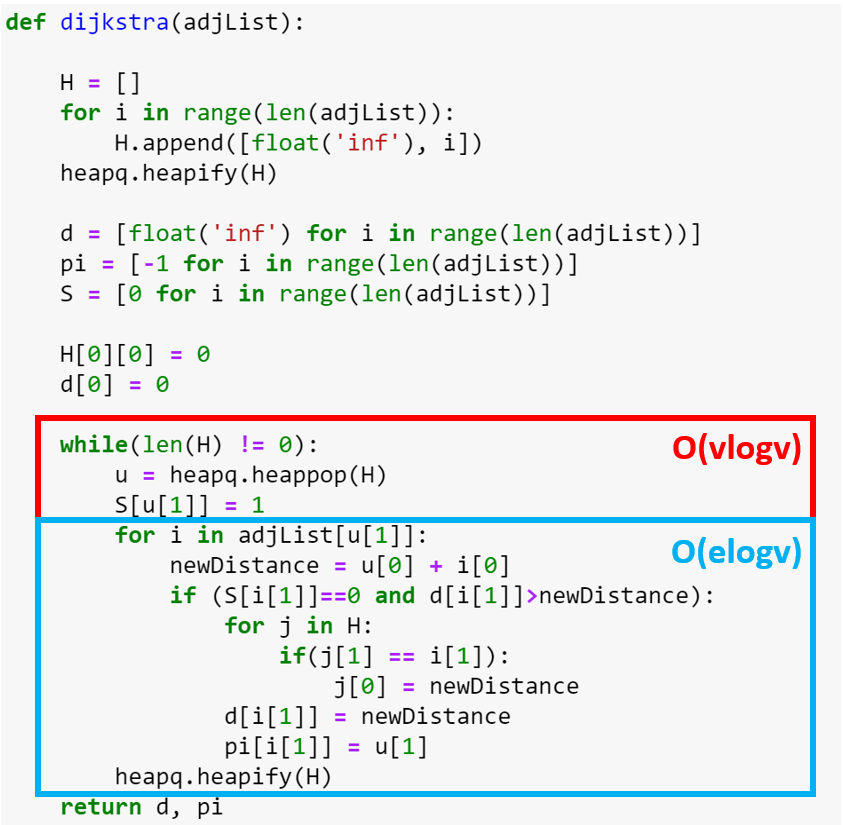 def dijkstra(adjList):
    H = []
    for i in range(len(adjList)):
        H.append([float('inf'), i])
    heapq.heapify(H)
    d = [float('inf') for i in range(len(adjList))]
    pi = [-1 for i in range(len(adjList))]
    S = [0 for i in range(len(adjList))]
    H[0][0] = 0
    d[0] = 0
    while(len(H) != 0): O(vlogv)
        u = heapq.heappop(H)
        S[u[1]] = 1
        for i in adjList[u[1]]: O(elogv)
            newDistance = u[0] + i[0]
            if (S[i[1]]==0 and d[i[1]]>newDistance):
                for j in H:
                    if(j[1] == i[1]):
                        j[0] = newDistance
                d[i[1]] = newDistance
                pi[i[1]] = u[1]
        heapq.heapify(H)
    return d, pi